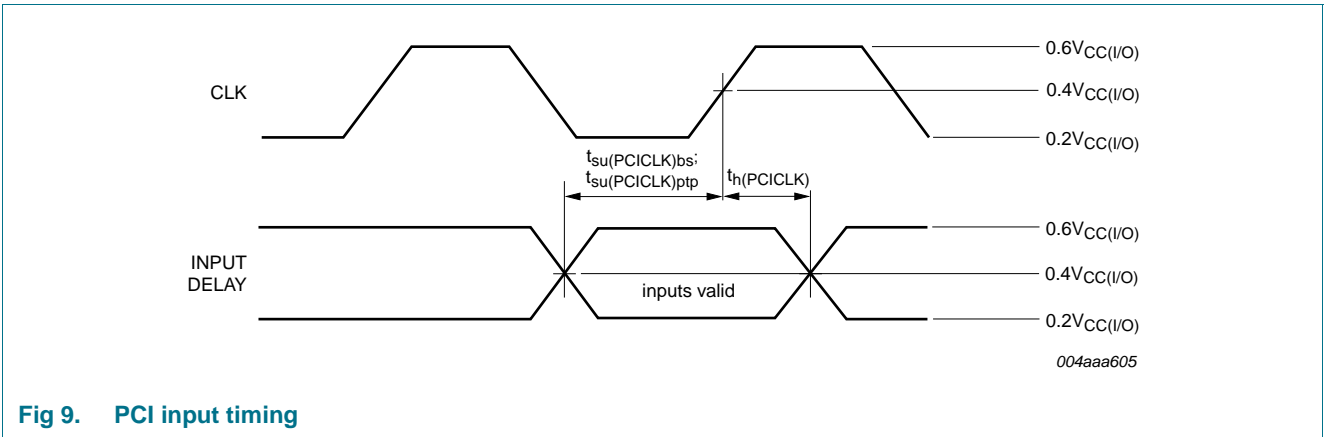 0.6VCC(I/O)
CLK
0.4VCC(I/O)
0.2VCC(I/O)
tsu(PCICLK)bs;
tsu(PCICLK)ptp
th(PCICLK)
0.6VCC(I/O)
INPUT
DELAY
0.4VCC(I/O)
inputs valid
0.2VCC(I/O)
004aaa605
Fig 9. PCI input timing